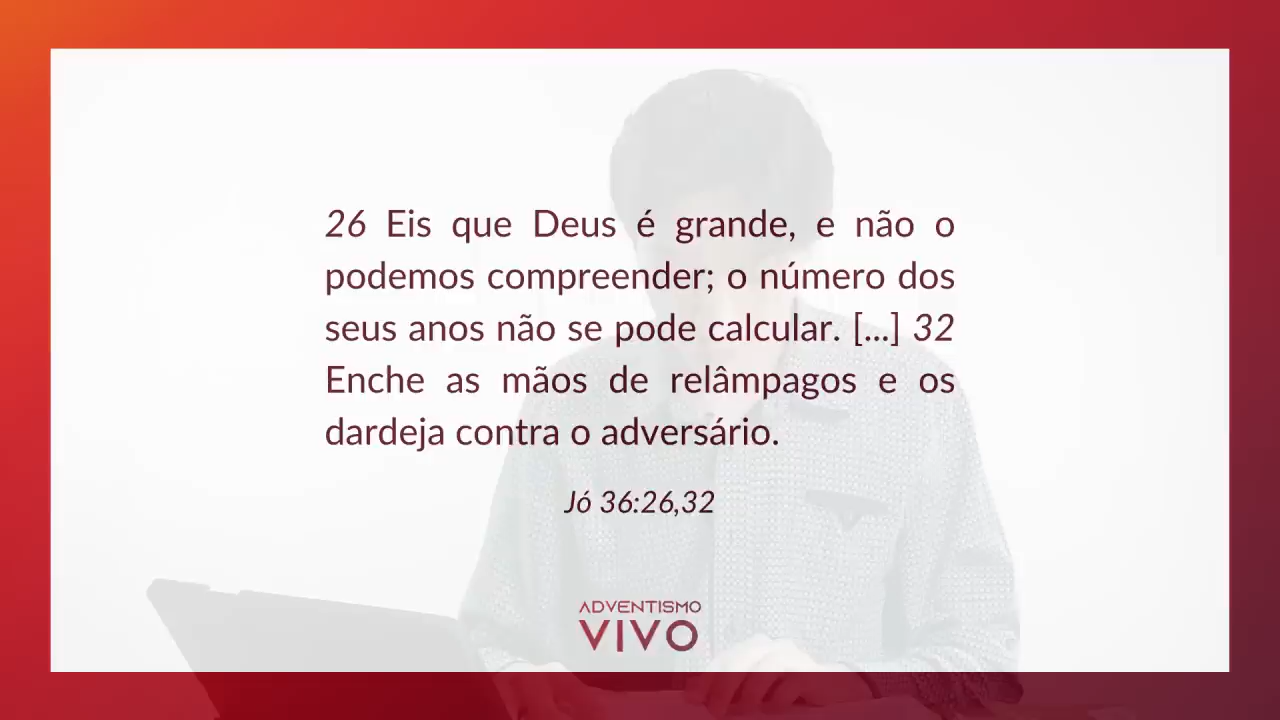 26 Eis que Deus é grande, e não o
podemos compreender; o número dos
seus anos não se pode calcular. [...] 32
Enche as mãos de relâmpagos e os
dardeja contra o adversário.
Jó 36:26,32
ADVENTISMO
VIVO